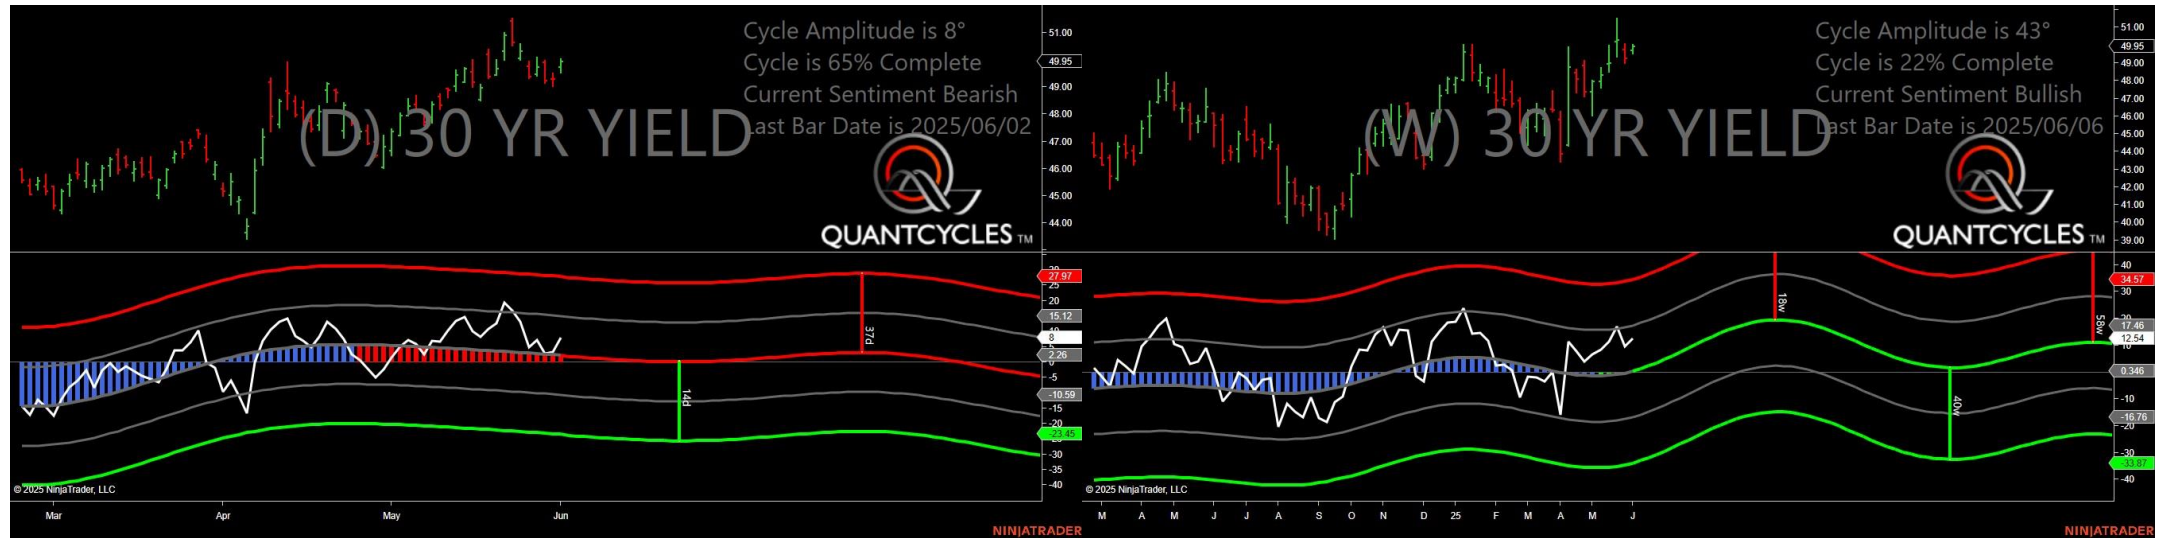 Cycle Amplitude is 8°
Cycle is 65% Complete
Current Sentiment Bearish
Last Bar Date is 2025/06/02
(D) 30 YR YIELD
QUANTCYCLES TM
51.00
49.95
49.00
48.00
47.00
46.00
45.00
44.00
27.97
25
20
15.12
8
2.26
-5
-10.59
-15
-23.45
-30
-35
-40
37d
14d
© 2025 NinjaTrader, LLC
Mar Apr May Jun
NINJATRADER
Cycle Amplitude is 43°
Cycle is 22% Complete
Current Sentiment Bullish
Last Bar Date is 2025/06/06
(W) 30 YR YIELD
QUANTCYCLES TM
51.00
49.95
49.00
48.00
47.00
46.00
45.00
44.00
43.00
42.00
41.00
40.00
39.00
40
34.57
30
17.46
12.54
0.346
-10
-16.76
-20
-30
-33.87
-40
18w
58w
40w
© 2025 NinjaTrader, LLC
M A M J J A S O N D 25 F M A M J
NINJATRADER